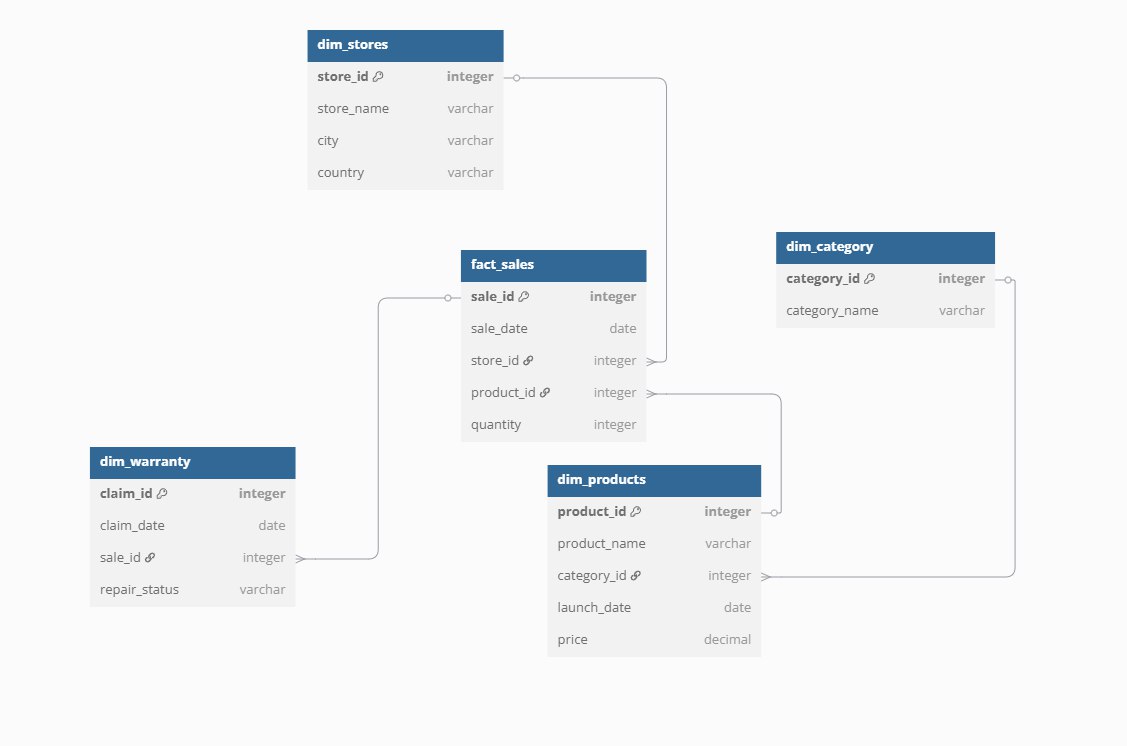 dim_stores
store_id integer
store_name varchar
city varchar
country varchar
dim_category
category_id integer
category_name varchar
fact_sales
sale_id integer
sale_date date
store_id integer
product_id integer
quantity integer
dim_warranty
claim_id integer
claim_date date
sale_id integer
repair_status varchar
dim_products
product_id integer
product_name varchar
category_id integer
launch_date date
price decimal